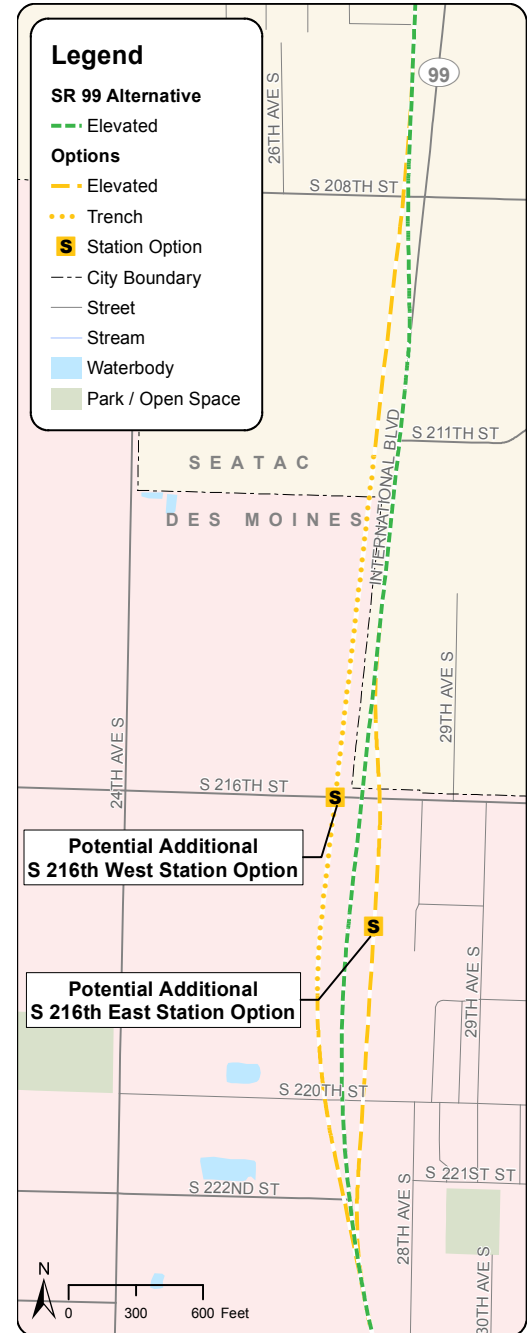 Legend
SR 99 Alternative
Elevated
Options
Elevated
Trench
S Station Option
City Boundary
Street
Stream
Waterbody
Park / Open Space
99
26TH AVE S
S 208TH ST
INTERNATIONAL BLVD
S 211TH ST
SEATAC
DES MOINES
29TH AVE S
24TH AVE S
S 216TH ST
S
Potential Additional
S 216th West Station Option
S
Potential Additional
S 216th East Station Option
29TH AVE S
S 220TH ST
S 221ST ST
S 222ND ST
28TH AVE S
30TH AVE S
N
0 300 600 Feet